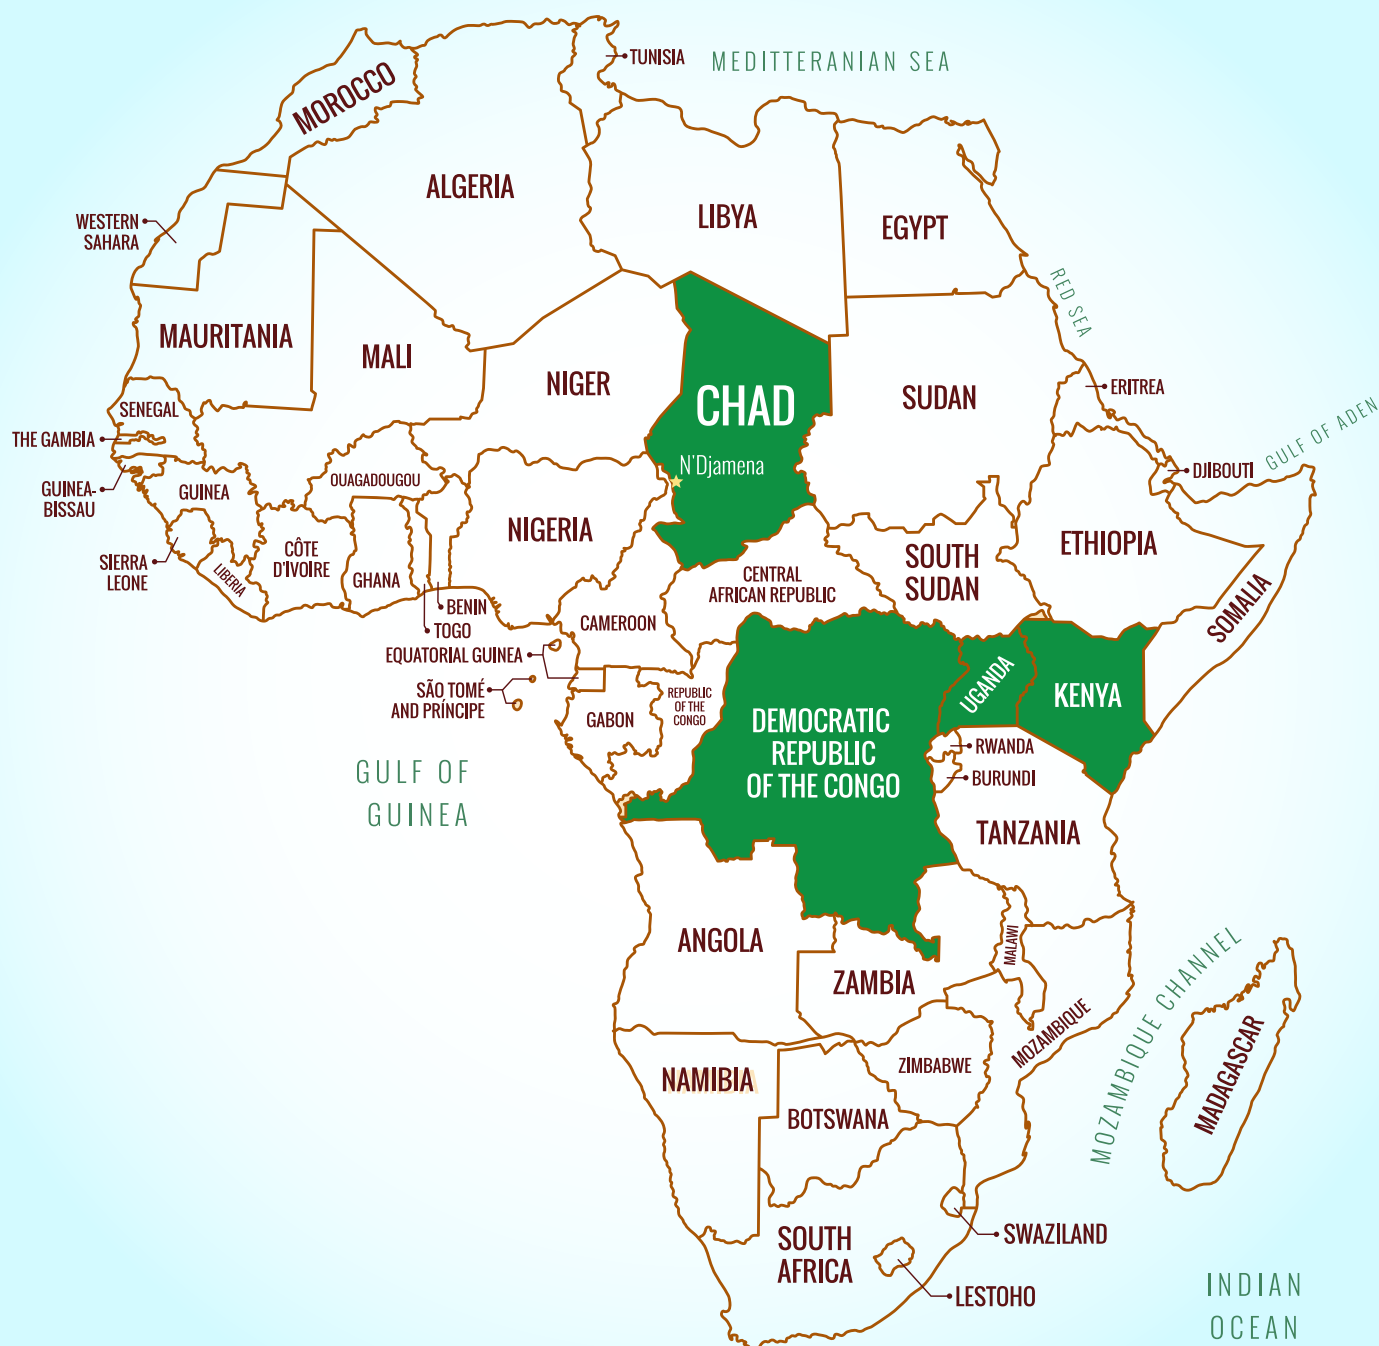 TUNISIA
MEDITTERANIAN SEA
MOROCCO
ALGERIA
LIBYA
EGYPT
WESTERN
SAHARA
RED SEA
MAURITANIA
MALI
NIGER
CHAD
SUDAN
ERITREA
SENEGAL
THE GAMBIA
GULF OF ADEN
N'Djamena
DJIBOUTI
OUAGADOUGOU
GUINEA-
BISSAU
GUINEA
NIGERIA
ETHIOPIA
SIERRA
LEONE
LIBERIA
CÔTE
D'IVOIRE
GHANA
SOUTH
SUDAN
CENTRAL
AFRICAN REPUBLIC
SOMALIA
BENIN
TOGO
CAMEROON
EQUATORIAL GUINEA
SÃO TOMÉ
AND PRÍNCIPE
GABON
REPUBLIC
OF THE
CONGO
UGANDA
KENYA
DEMOCRATIC
REPUBLIC
OF THE CONGO
RWANDA
BURUNDI
GULF OF
GUINEA
TANZANIA
ANGOLA
ZAMBIA
MALAWI
MOZAMBIQUE
MOZAMBIQUE CHANNEL
MADAGASCAR
NAMIBIA
ZIMBABWE
BOTSWANA
SOUTH
AFRICA
SWAZILAND
LESTOHO
INDIAN
OCEAN